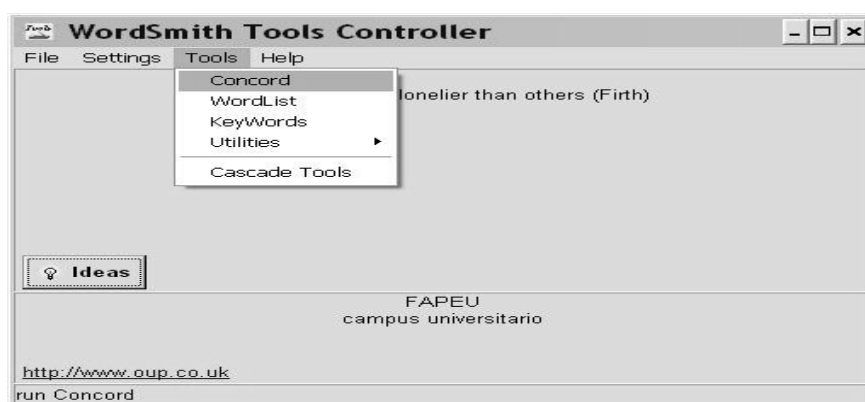 WordSmith Tools Controller
File Settings Tools Help
Concord
lonelier than others (Firth)
WordList
KeyWords
Utilities
Cascade Tools
Ideas
FAPEU
campus universitario
http://www.oup.co.uk
run Concord